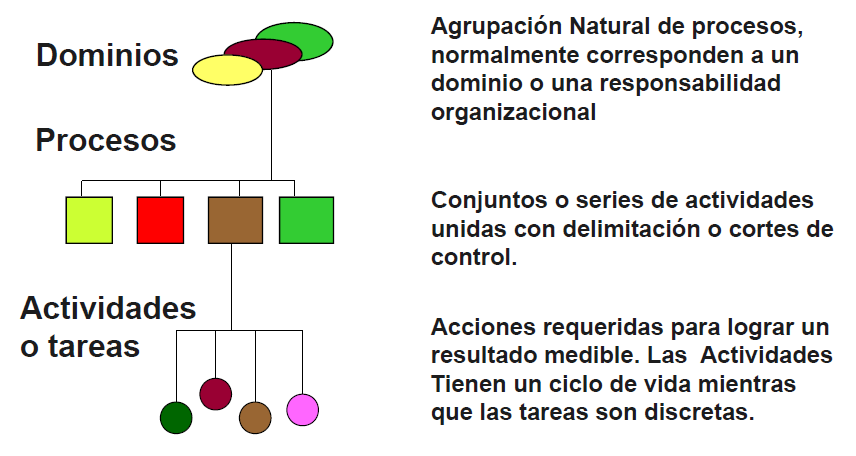 Dominios
Agrupación Natural de procesos,
normalmente corresponden a un
dominio o una responsabilidad
organizacional
Procesos
Conjuntos o series de actividades
unidas con delimitación o cortes de
control.
Actividades
o tareas
Acciones requeridas para lograr un
resultado medible. Las  Actividades
Tienen un ciclo de vida mientras
que las tareas son discretas.